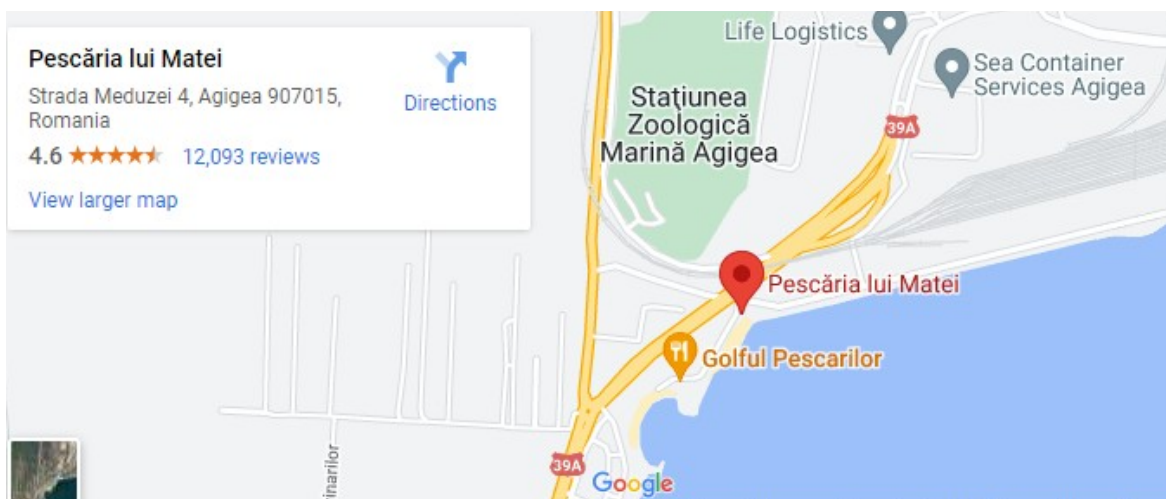 Pescăria lui Matei
Strada Meduzei 4, Agigea 907015,
Romania
4.6
12,093 reviews
View larger map
Directions
Life Logistics
Sea Container
Services Agigea
Stațiunea
Zoologică
Marină Agigea
39A
Pescăria lui Matei
Golful Pescarilor
39A
Google